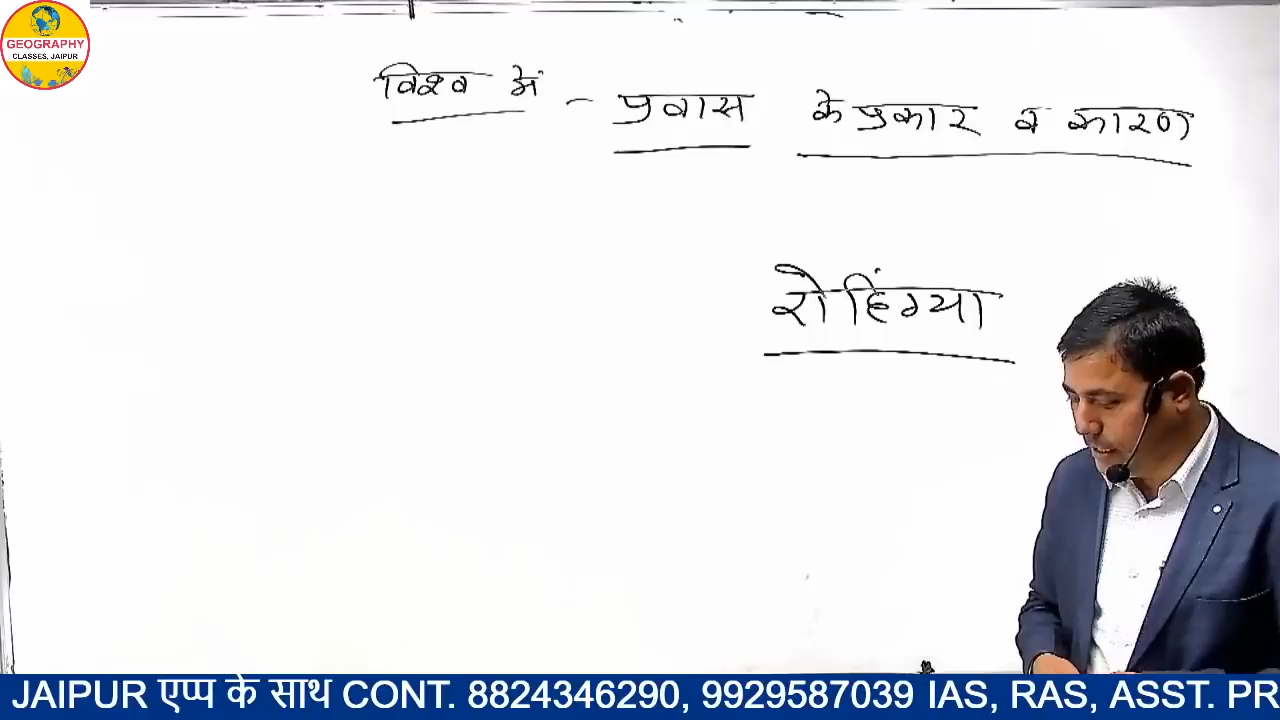 GEOGRAPHY
CLASSES, JAIPUR
विश्व में - प्रवास के प्रकार व कारण
रोहिंग्या
JAIPUR एप्प के साथ CONT. 8824346290, 9929587039 IAS, RAS, ASST. PR